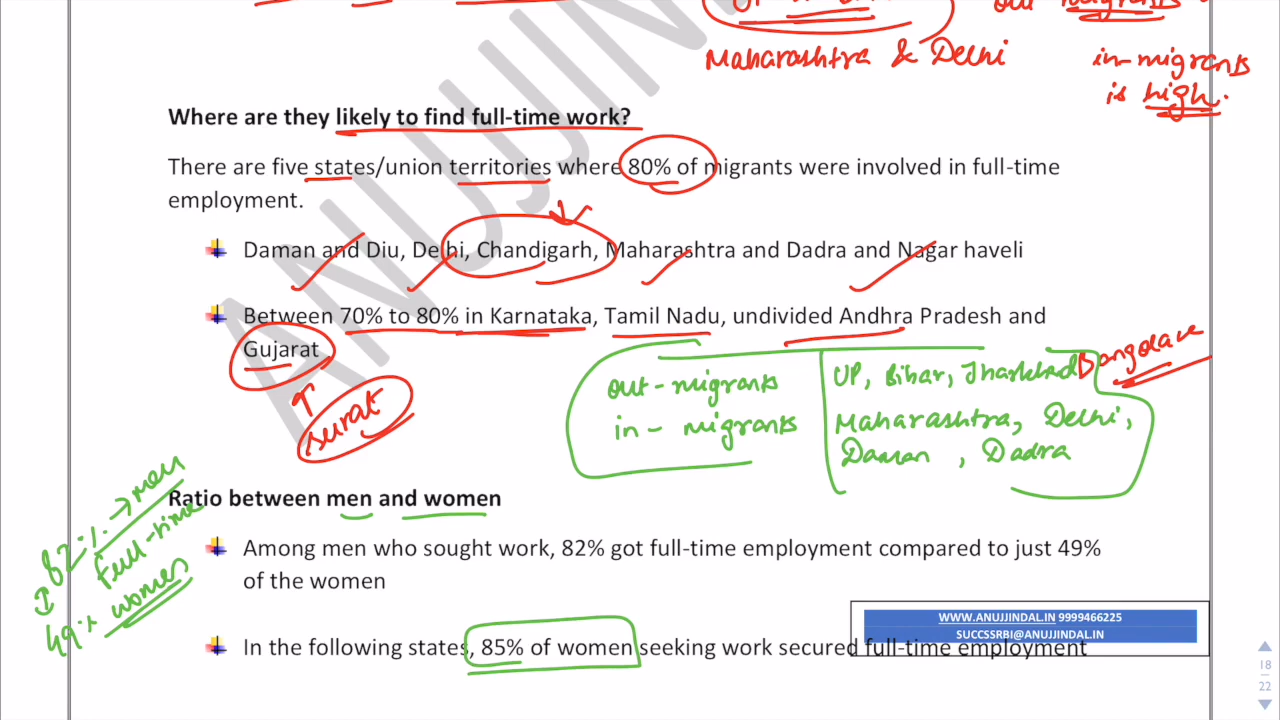 Maharashtra & Delhi
in-migrants
is high.
Where are they likely to find full-time work?
There are five states/union territories where 80% of migrants were involved in full-time
employment.
Daman and Diu, Delhi, Chandigarh, Maharashtra and Dadra and Nagar haveli
Between 70% to 80% in Karnataka, Tamil Nadu, undivided Andhra Pradesh and
Gujarat
Bangolave
surat
out-migrants
in-migrants
UP, Bihar, Jharkhad
Maharashtra, Delhi,
Daman, Dadra
Ratio between men and women
82% → men
full-time
49% women
Among men who sought work, 82% got full-time employment compared to just 49%
of the women
In the following states, 85% of women seeking work secured full-time employment
WWW.ANUJJINDAL.IN 9999466225
SUCCSSRBI@ANUJJINDAL.IN
ANUJJIN
18
22